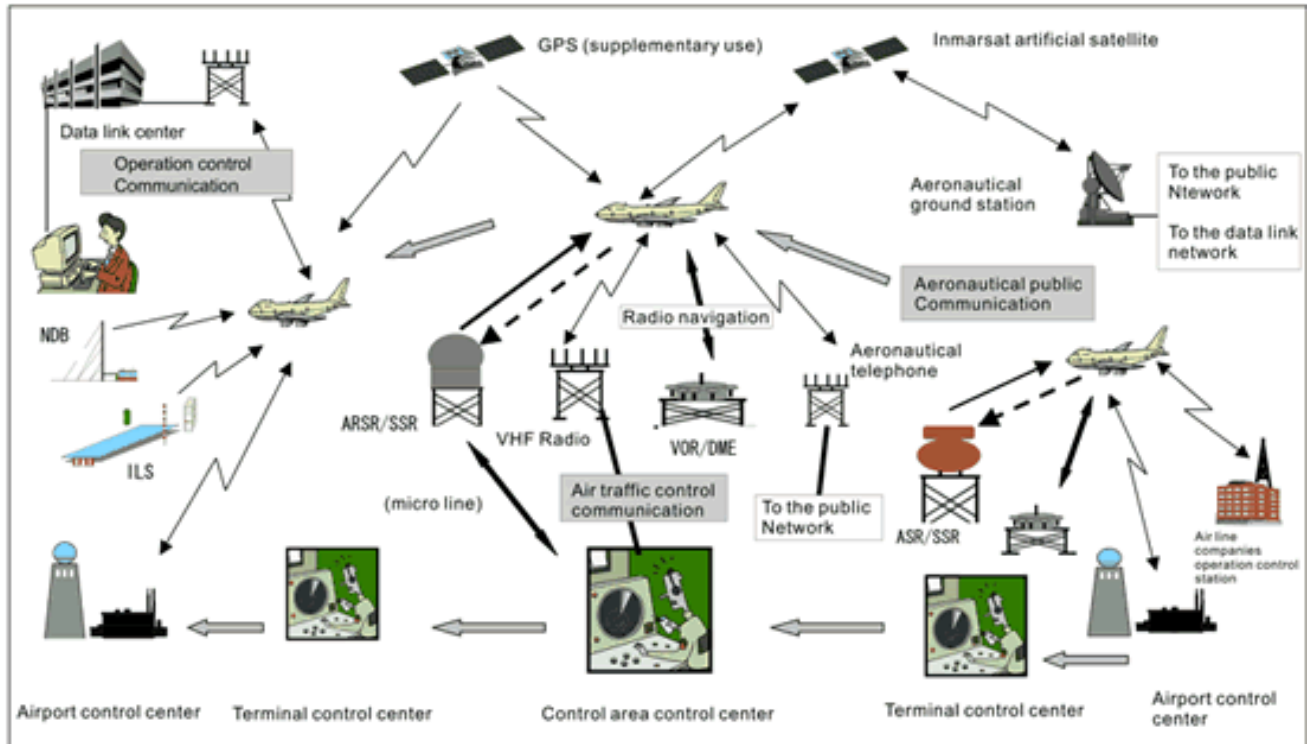 GPS (supplementary use)
Inmarsat artificial satellite
Data link center
Operation control
Communication
Aeronautical
ground station
To the public
Ntework
To the data link
network
Aeronautical public
Communication
NDB
Radio navigation
Aeronautical
telephone
ARSR/SSR
VHF Radio
VOR/DME
ILS
(micro line)
Air traffic control
communication
To the public
Network
ASR/SSR
Air line
companies
operation control
station
Airport control center
Terminal control center
Control area control center
Terminal control center
Airport control
center